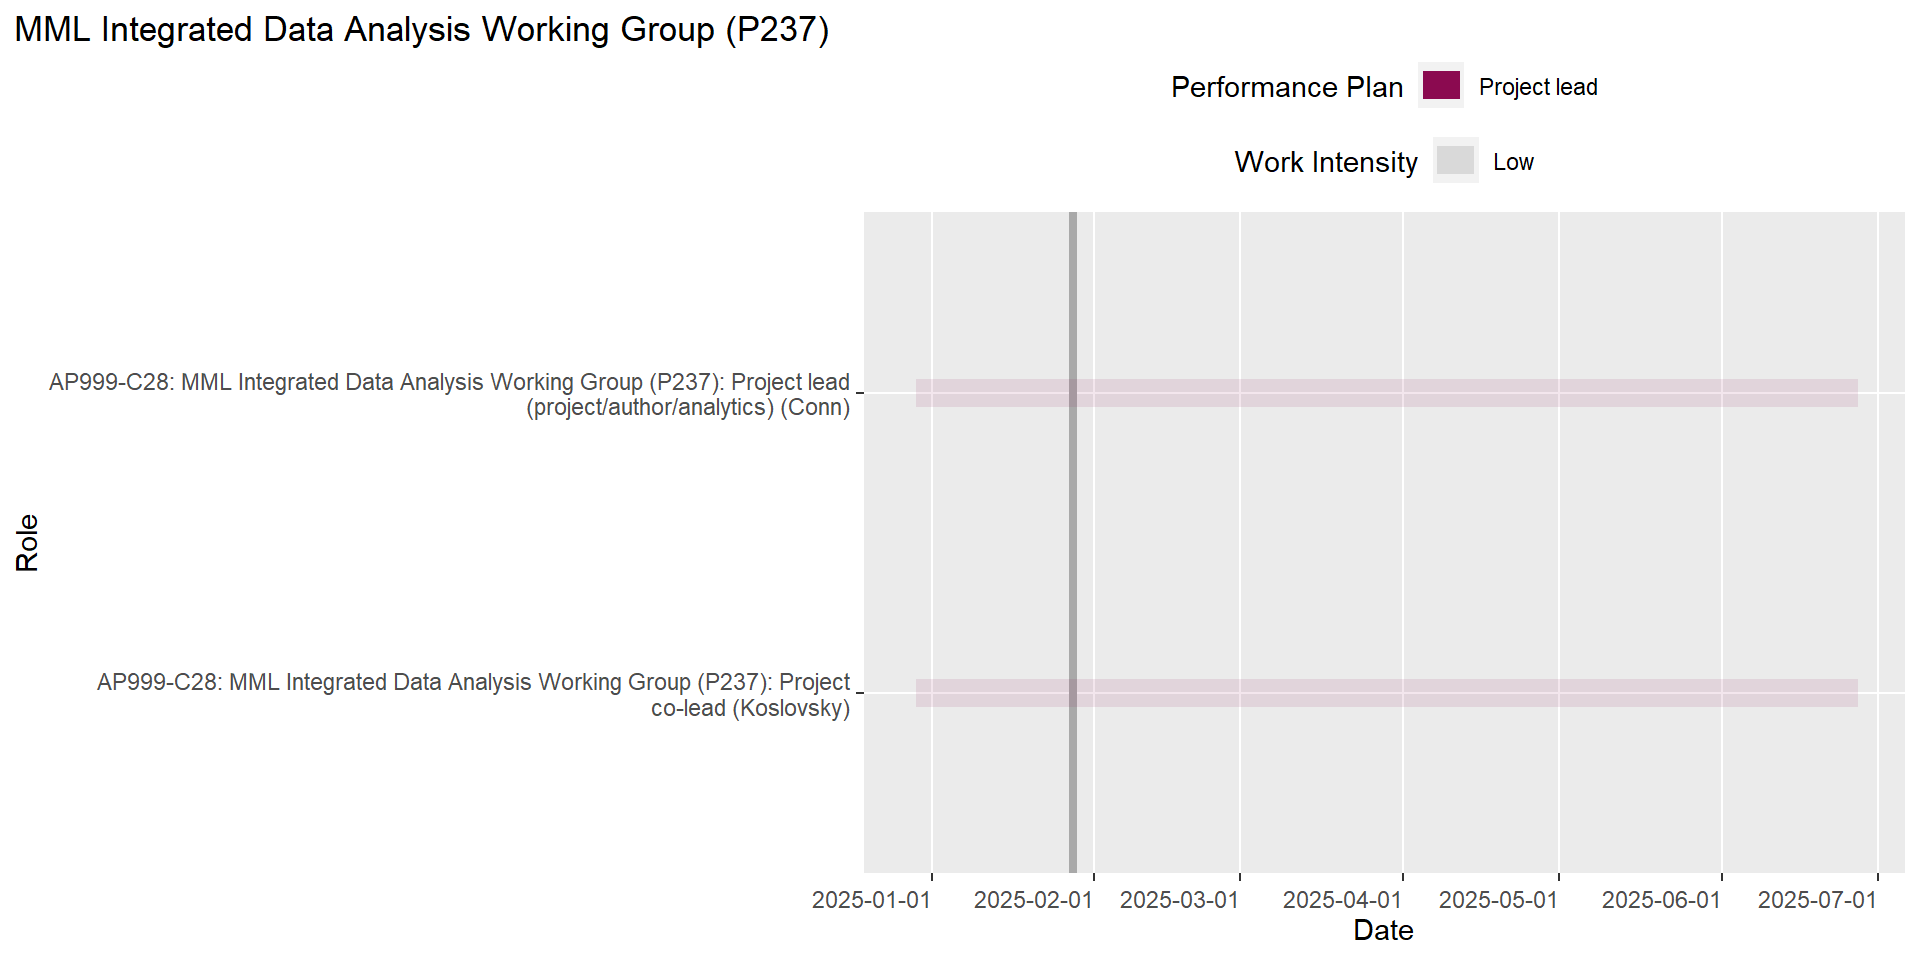 MML Integrated Data Analysis Working Group (P237)
Performance Plan
Project lead
Work Intensity
Low
AP999-C28: MML Integrated Data Analysis Working Group (P237): Project lead
(project/author/analytics) (Conn)
Role
AP999-C28: MML Integrated Data Analysis Working Group (P237): Project
co-lead (Koslovsky)
2025-01-01
2025-02-01
2025-03-01
2025-04-01
2025-05-01
2025-06-01
2025-07-01
Date